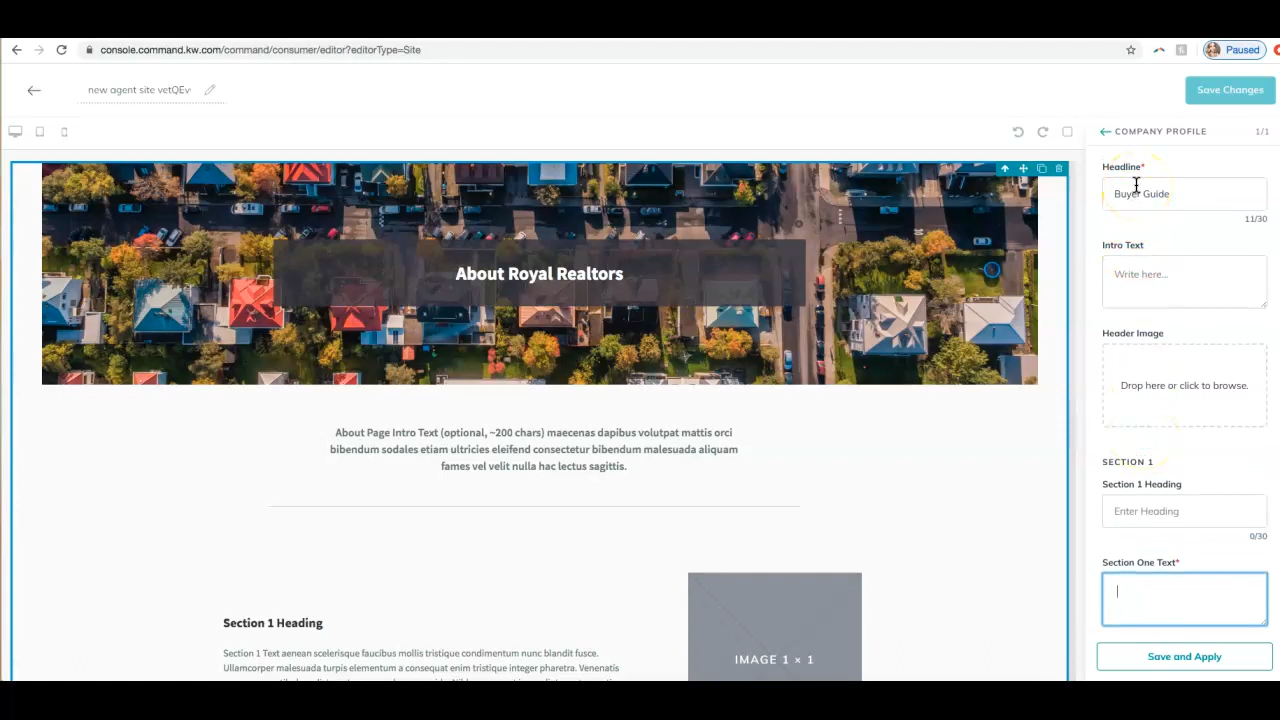 console.command.kw.com/command/consumer/editor?editorType=Site
Paused
new agent site vetQEv
Save Changes
COMPANY PROFILE
1/1
Headline*
Buyer Guide
11/30
Intro Text
Write here...
Header Image
Drop here or click to browse.
SECTION 1
Section 1 Heading
Enter Heading
0/30
Section One Text*
Save and Apply
About Royal Realtors
About Page Intro Text (optional, ~200 chars) maecenas dapibus volutpat mattis orci
bibendum sodales etiam ultricies eleifend consectetur bibendum malesuada aliquam
fames vel velit nulla hac lectus sagittis.
Section 1 Heading
Section 1 Text aenean scelerisque faucibus mollis tristique condimentum nunc blandit fusce.
Ullamcorper malesuada turpis elementum a consequat enim tristique integer pharetra. Venenatis
IMAGE 1 × 1